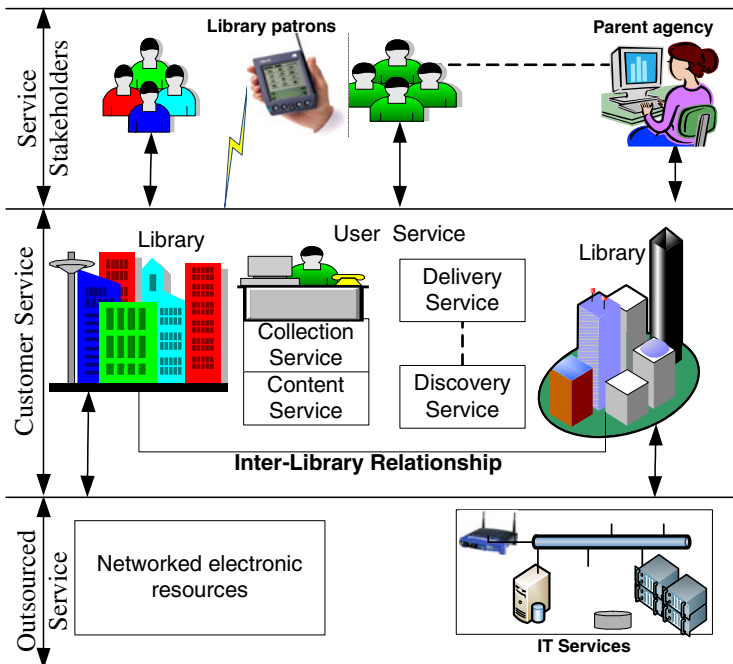 Service
Stakeholders
Library patrons
Parent agency
Customer Service
Library
User Service
Library
Delivery
Service
Collection
Service
Content
Service
Discovery
Service
Inter-Library Relationship
Outsourced
Service
Networked electronic
resources
IT Services